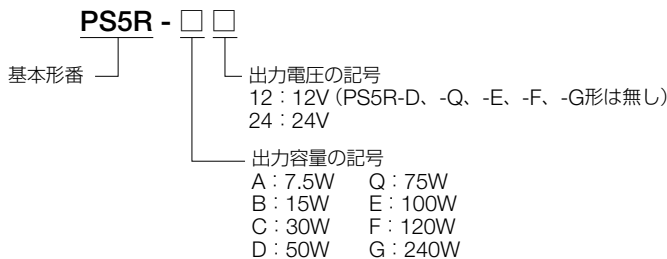 PS5R - □ □
基本形番
出力電圧の記号
12：12V（PS5R-D、-Q、-E、-F、-G形は無し）
24：24V
出力容量の記号
A：7.5W Q：75W
B：15W E：100W
C：30W F：120W
D：50W G：240W